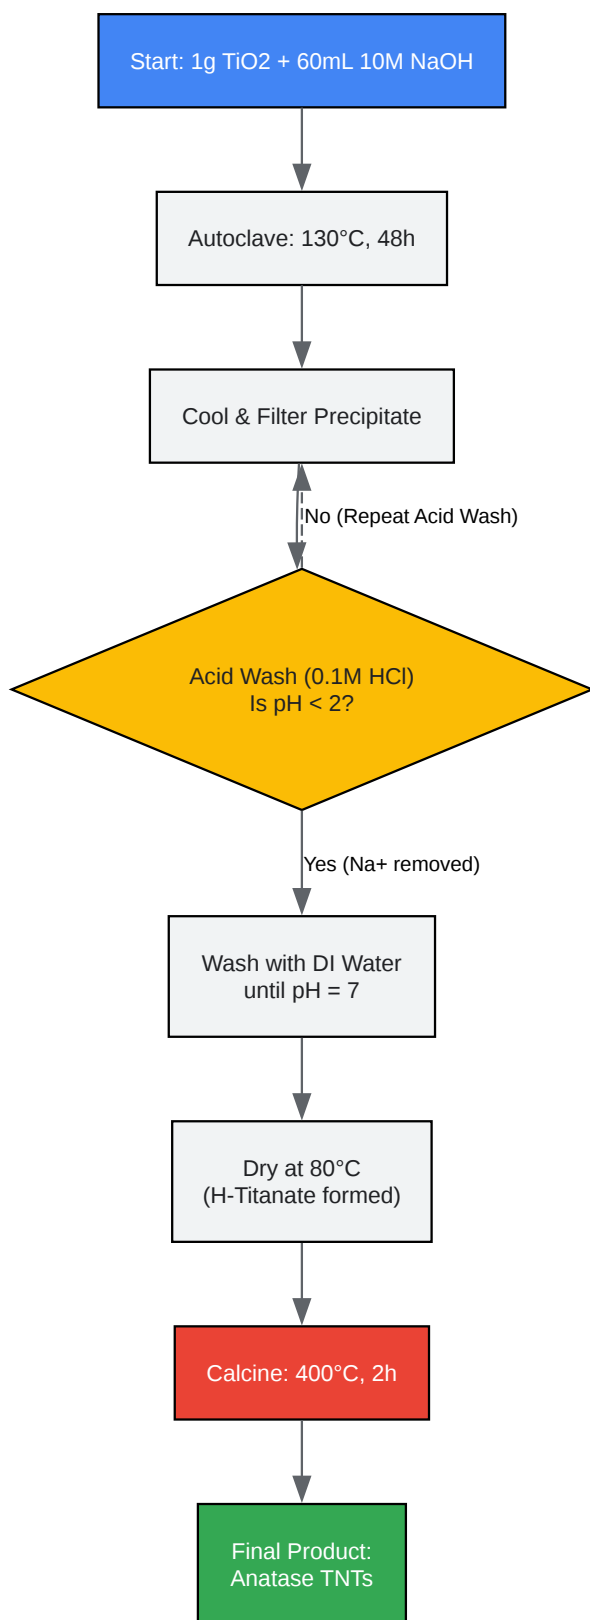 Start: 1g TiO2 + 60mL 10M NaOH
Autoclave: 130°C, 48h
Cool & Filter Precipitate
No (Repeat Acid Wash)
Acid Wash (0.1M HCl)
Is pH < 2?
Yes (Na+ removed)
Wash with DI Water
until pH = 7
Dry at 80°C
(H-Titanate formed)
Calcine: 400°C, 2h
Final Product:
Anatase TNTs